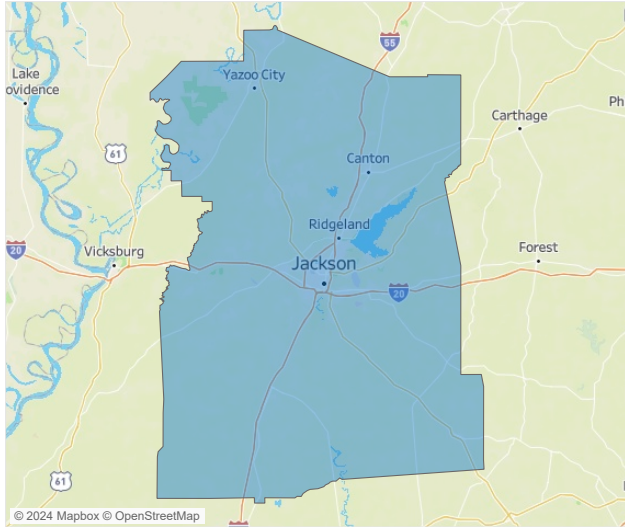 55
Lake
ovidence
Yazoo City
Carthage
Ph
61
Canton
Ridgeland
20
Vicksburg
Forest
Jackson
20
61
© 2024 Mapbox © OpenStreetMap